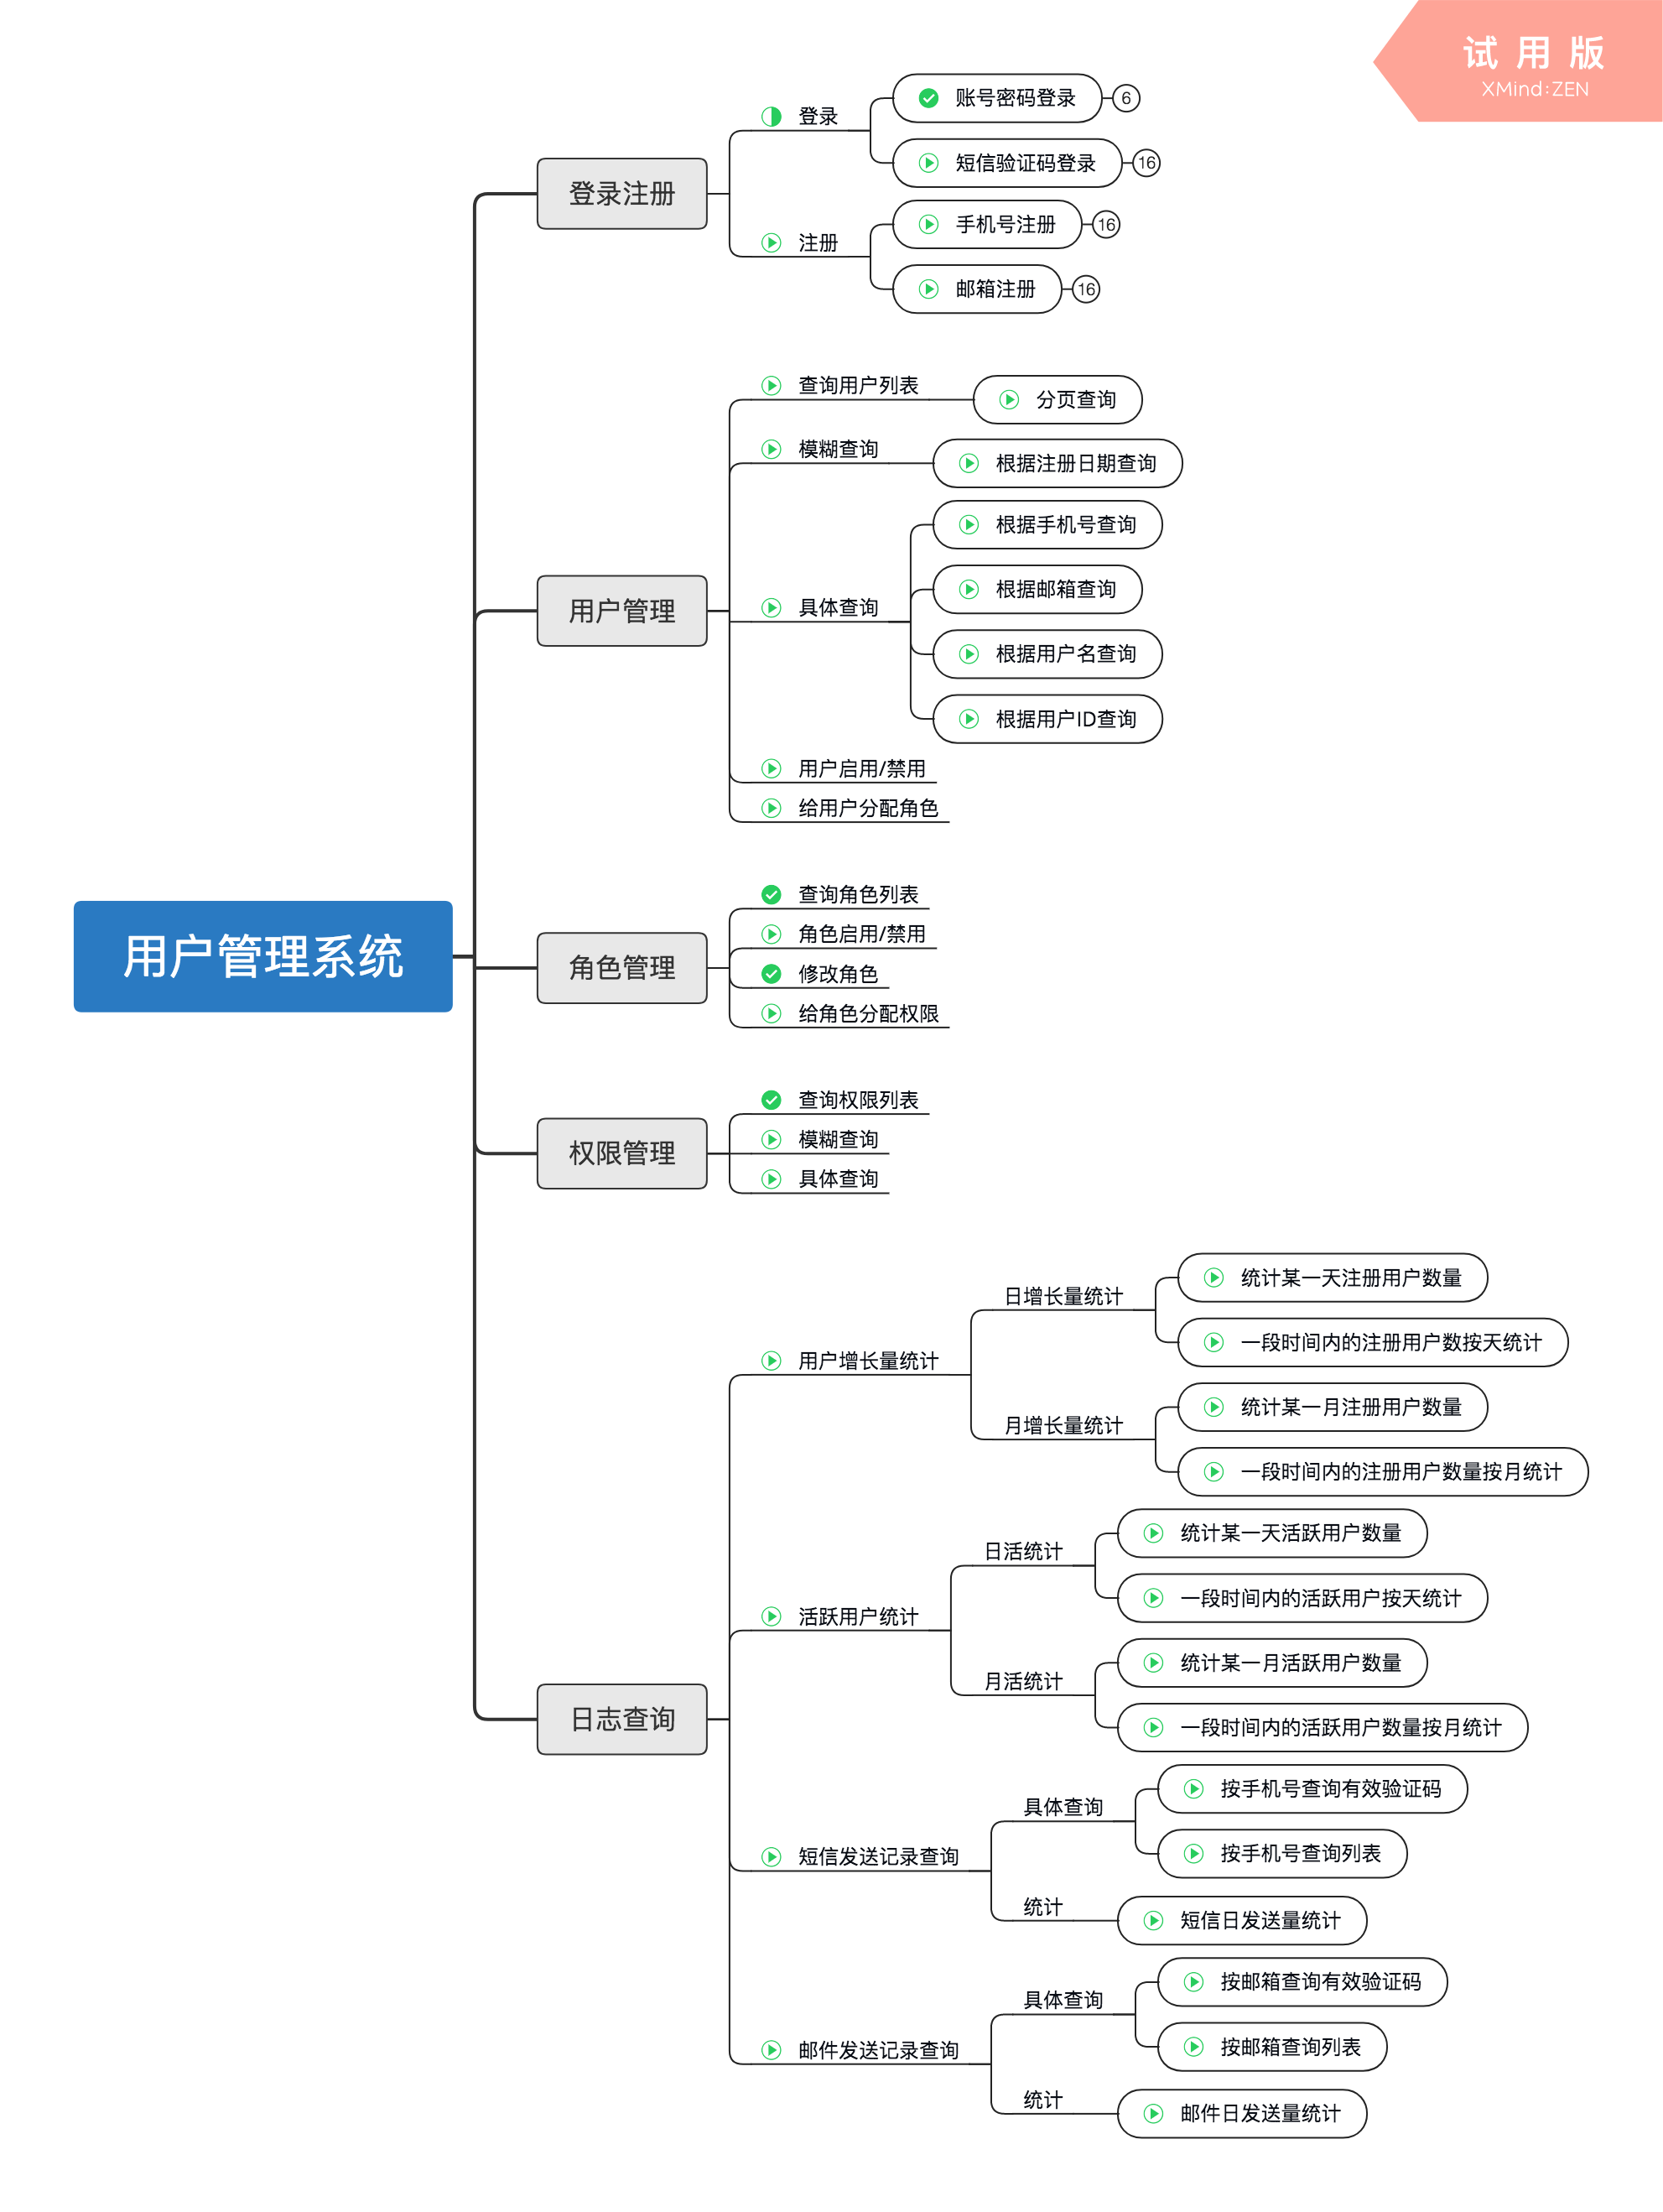 试用版
XMind:ZEN
用户管理系统
登录注册
登录
账号密码登录
6
短信验证码登录
16
注册
手机号注册
16
邮箱注册
16
用户管理
查询用户列表
分页查询
模糊查询
根据注册日期查询
具体查询
根据手机号查询
根据邮箱查询
根据用户名查询
根据用户ID查询
用户启用/禁用
给用户分配角色
角色管理
查询角色列表
角色启用/禁用
修改角色
给角色分配权限
权限管理
查询权限列表
模糊查询
具体查询
日志查询
用户增长量统计
日增长量统计
统计某一天注册用户数量
一段时间内的注册用户数按天统计
月增长量统计
统计某一月注册用户数量
一段时间内的注册用户数量按月统计
活跃用户统计
日活统计
统计某一天活跃用户数量
一段时间内的活跃用户按天统计
月活统计
统计某一月活跃用户数量
一段时间内的活跃用户数量按月统计
短信发送记录查询
具体查询
按手机号查询有效验证码
按手机号查询列表
统计
短信日发送量统计
邮件发送记录查询
具体查询
按邮箱查询有效验证码
按邮箱查询列表
统计
邮件日发送量统计